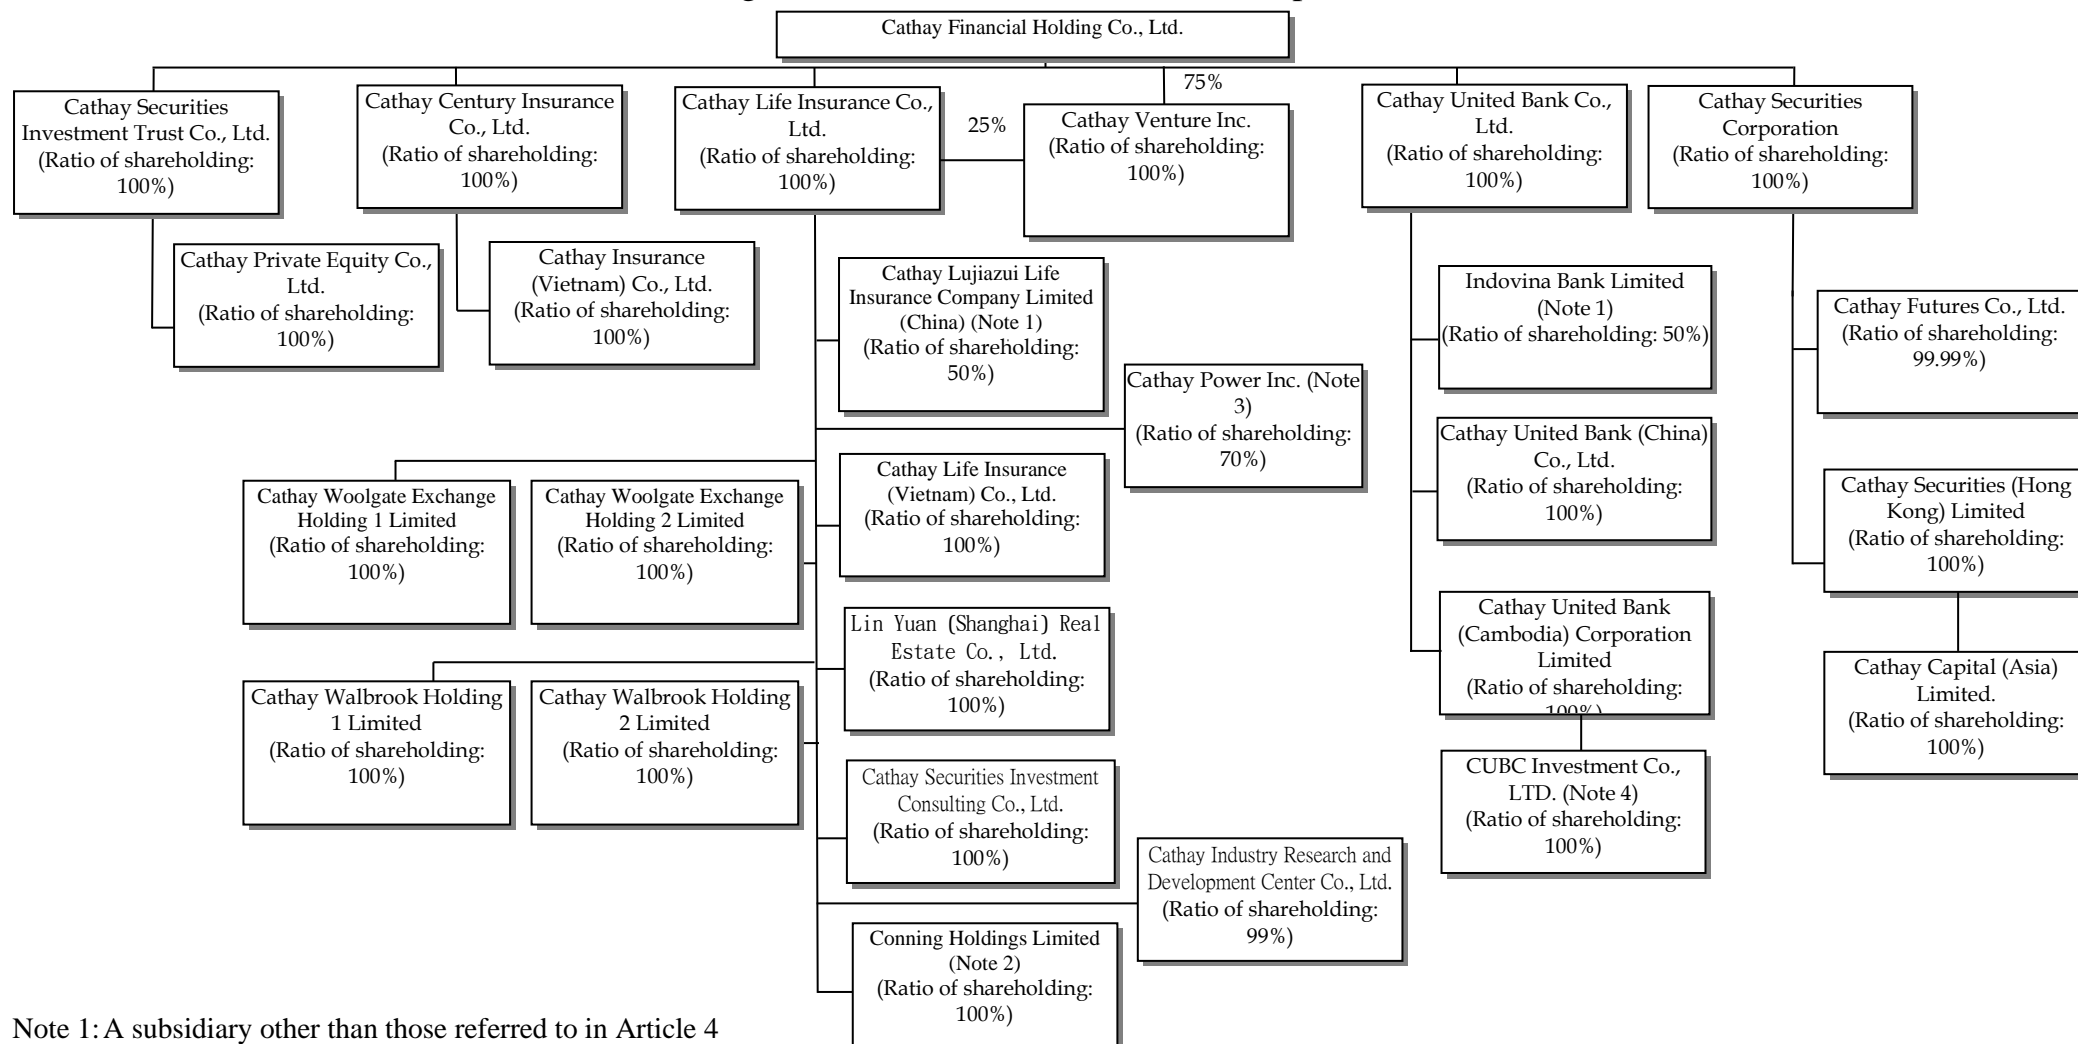 Cathay Financial Holding Co., Ltd.
75%
25%
Cathay Securities
Investment Trust Co., Ltd.
(Ratio of shareholding:
100%)
Cathay Century Insurance
Co., Ltd.
(Ratio of shareholding:
100%)
Cathay Life Insurance Co.,
Ltd.
(Ratio of shareholding:
100%)
Cathay Venture Inc.
(Ratio of shareholding:
100%)
Cathay United Bank Co.,
Ltd.
(Ratio of shareholding:
100%)
Cathay Securities
Corporation
(Ratio of shareholding:
100%)
Cathay Private Equity Co.,
Ltd.
(Ratio of shareholding:
100%)
Cathay Insurance
(Vietnam) Co., Ltd.
(Ratio of shareholding:
100%)
Cathay Lujiazui Life
Insurance Company Limited
(China) (Note 1)
(Ratio of shareholding:
50%)
Indovina Bank Limited
(Note 1)
(Ratio of shareholding: 50%)
Cathay Futures Co., Ltd.
(Ratio of shareholding:
99.99%)
Cathay Power Inc. (Note
3)
(Ratio of shareholding:
70%)
Cathay United Bank (China)
Co., Ltd.
(Ratio of shareholding:
100%)
Cathay Woolgate Exchange
Holding 1 Limited
(Ratio of shareholding:
100%)
Cathay Woolgate Exchange
Holding 2 Limited
(Ratio of shareholding:
100%)
Cathay Life Insurance
(Vietnam) Co., Ltd.
(Ratio of shareholding:
100%)
Cathay Securities (Hong
Kong) Limited
(Ratio of shareholding:
100%)
Lin Yuan (Shanghai) Real
Estate Co., Ltd.
(Ratio of shareholding:
100%)
Cathay United Bank
(Cambodia) Corporation
Limited
(Ratio of shareholding:
100%)
Cathay Capital (Asia)
Limited.
(Ratio of shareholding:
100%)
Cathay Walbrook Holding
1 Limited
(Ratio of shareholding:
100%)
Cathay Walbrook Holding
2 Limited
(Ratio of shareholding:
100%)
Cathay Securities Investment
Consulting Co., Ltd.
(Ratio of shareholding:
100%)
CUBC Investment Co.,
LTD. (Note 4)
(Ratio of shareholding:
100%)
Cathay Industry Research and
Development Center Co., Ltd.
(Ratio of shareholding:
99%)
Conning Holdings Limited
(Note 2)
(Ratio of shareholding:
100%)
Note 1: A subsidiary other than those referred to in Article 4